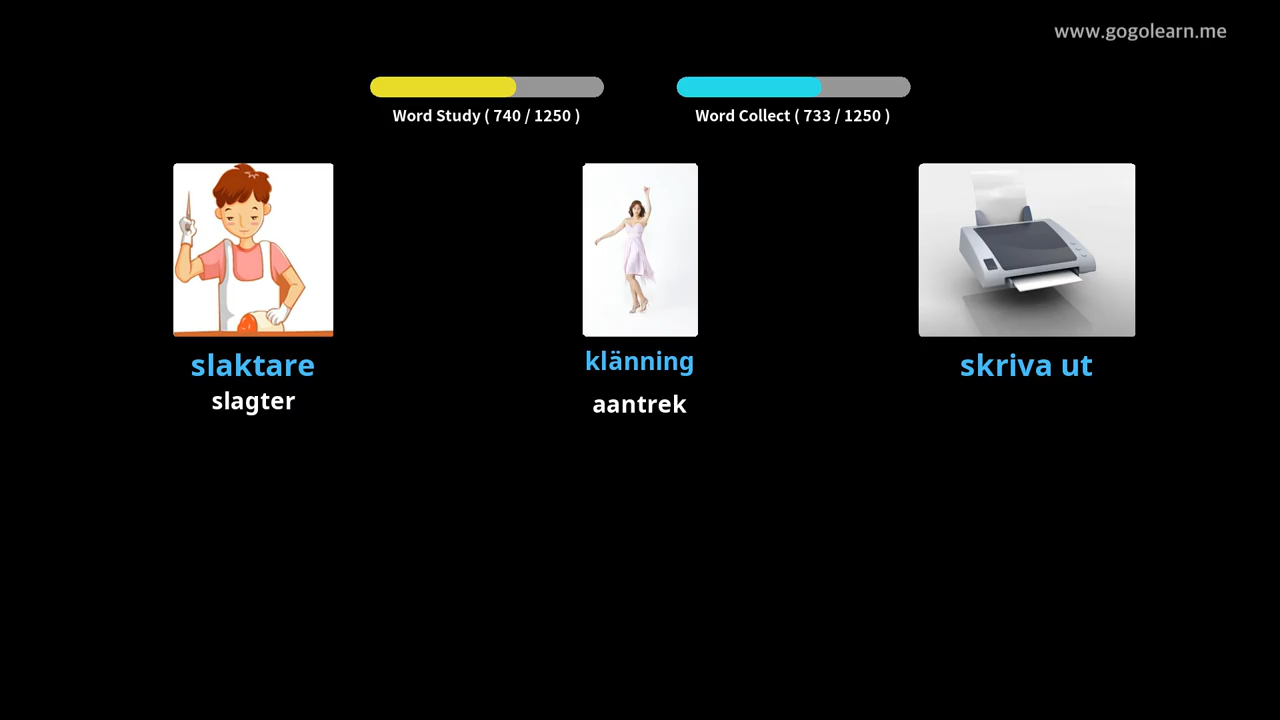 www.gogolearn.me
Word Study ( 740 / 1250 )
Word Collect ( 733 / 1250 )
slaktare
slagter
klänning
aantrek
skriva ut